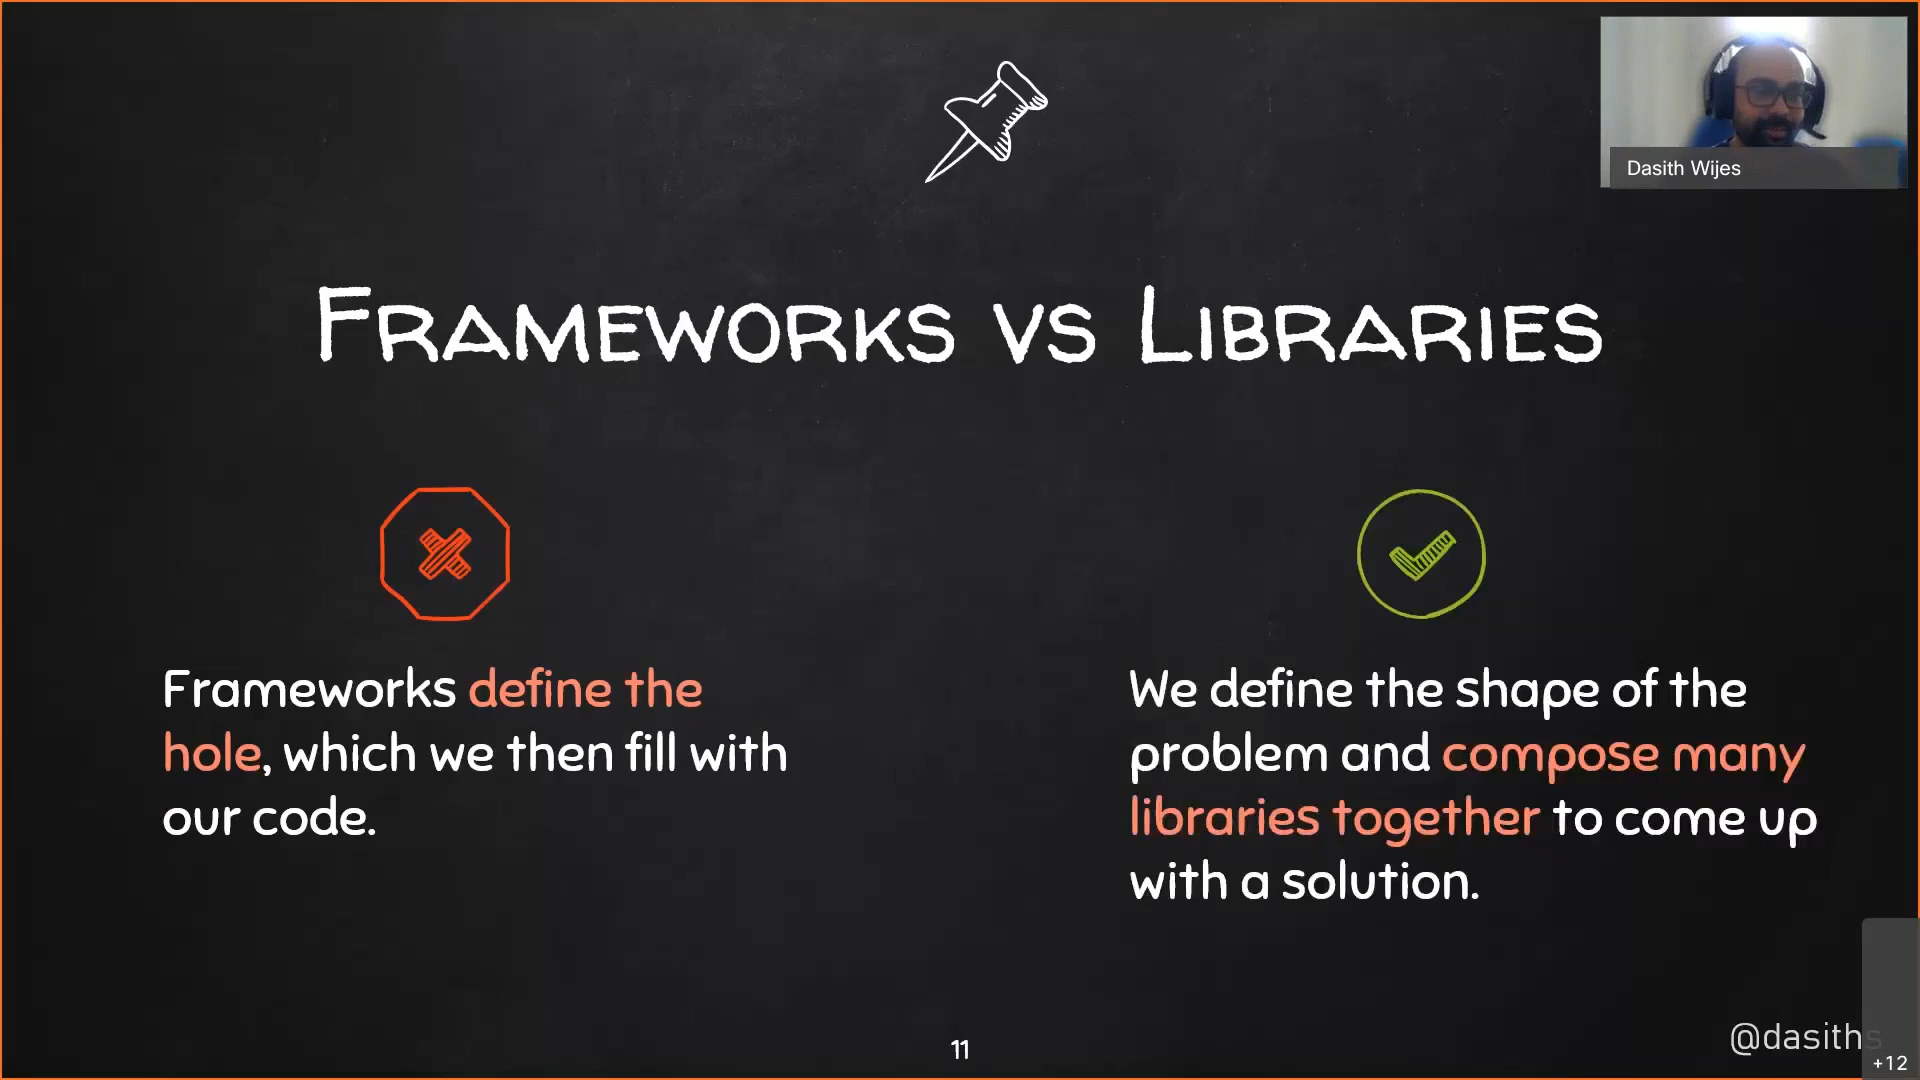 Dasith Wijes
Frameworks vs Libraries
Frameworks define the
hole, which we then fill with
our code.
We define the shape of the
problem and compose many
libraries together to come up
with a solution.
11
@dasiths
+12